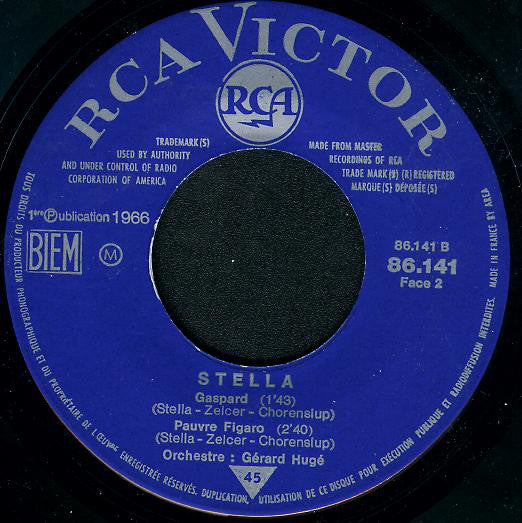 RCA VICTOR
RCA
TRADEMARK(S)
USED BY AUTHORITY
AND UNDER CONTROL OF RADIO
CORPORATION OF AMERICA
MADE FROM MASTER
RECORDINGS OF RCA
TRADE MARK(S) (R) REGISTERED
MARQUE(S) DÉPOSÉE(S)
1ère Ⓟublication 1966
BIEM
M
86.141 B
86.141
Face 2
STELLA
Gaspard (1'43)
(Stella - Zelcer - Chorenslup)
Pauvre Figaro (2'40)
(Stella - Zelcer - Chorenslup)
Orchestre : Gérard Hugé
45
TOUS DROITS DU PRODUCTEUR PHONOGRAPHIQUE ET DU PROPRIÉTAIRE DE L'ŒUVRE ENREGISTRÉE RÉSERVÉS. DUPLICATION, UTILISATION DE CE DISQUE POUR EXÉCUTION PUBLIQUE ET RADIODIFFUSION INTERDITES. MADE IN FRANCE BY AREA